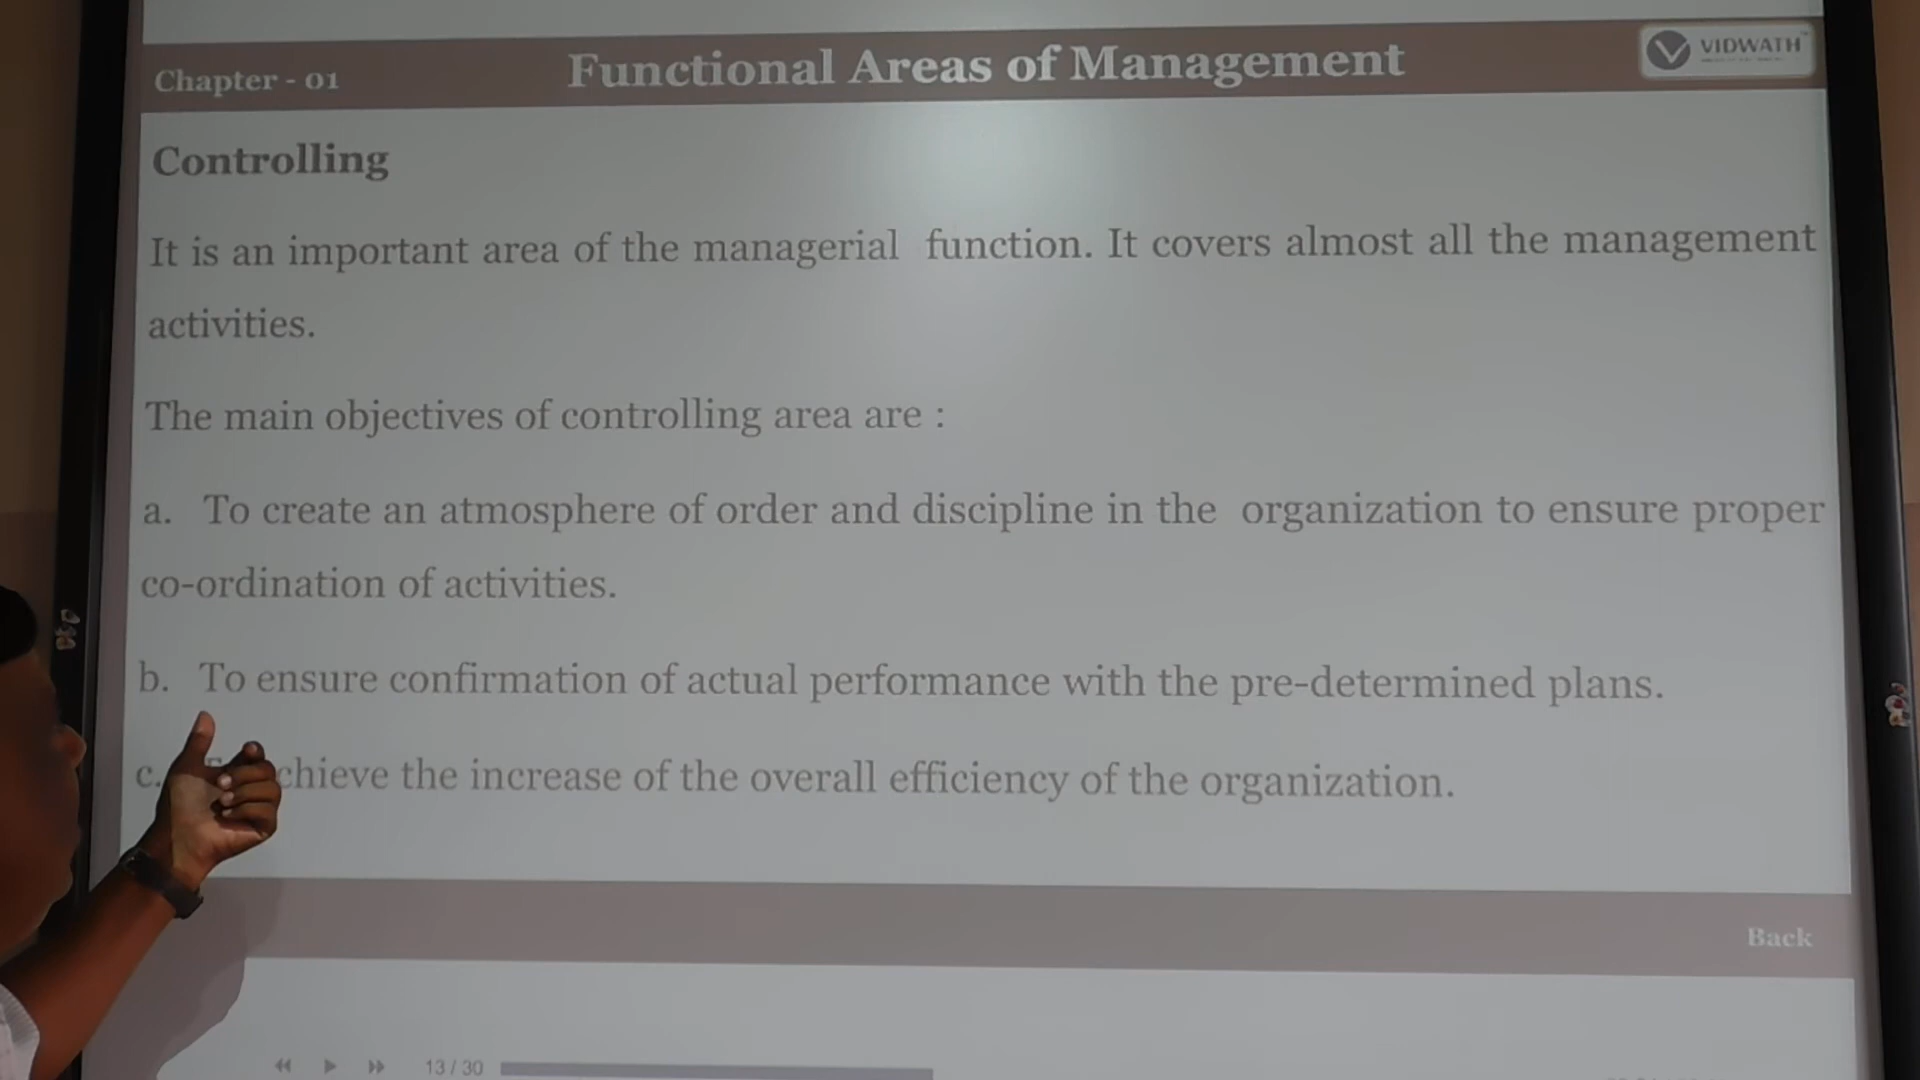 Chapter - 01
Functional Areas of Management
VIDWATH
Controlling
It is an important area of the managerial function. It covers almost all the management
activities.
The main objectives of controlling area are :
a. To create an atmosphere of order and discipline in the organization to ensure proper
co-ordination of activities.
b. To ensure confirmation of actual performance with the pre-determined plans.
c. chieve the increase of the overall efficiency of the organization.
Back
13 / 30